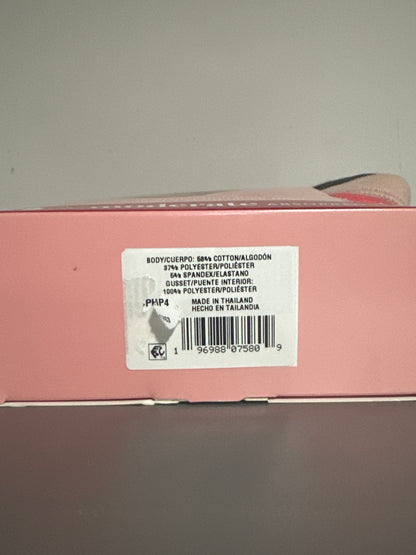 moderate
BODY/CUERPO: 58% COTTON/ALGODÓN
37% POLYESTER/POLIÉSTER
5% SPANDEX/ELASTANO
GUSSET/PUENTE INTERIOR:
100% POLYESTER/POLIÉSTER
PHP4
MADE IN THAILAND
HECHO EN TAILANDIA
1 96988 07580 9